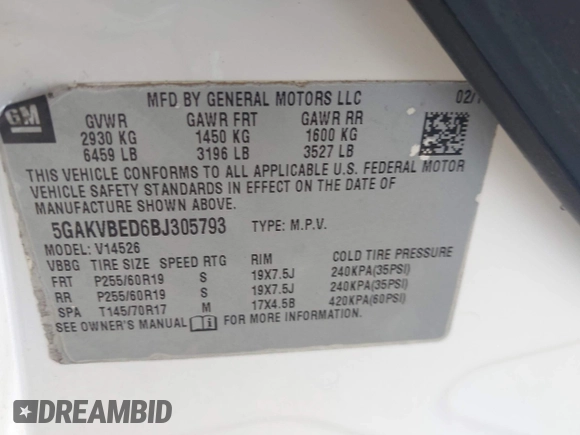 GM
MFD BY GENERAL MOTORS LLC 02/
GVWR GAWR FRT GAWR RR
2930 KG 1450 KG 1600 KG
6459 LB 3196 LB 3527 LB
THIS VEHICLE CONFORMS TO ALL APPLICABLE U.S. FEDERAL MOTOR
VEHICLE SAFETY STANDARDS IN EFFECT ON THE DATE OF
MANUFACTURE SHOWN ABOVE.
5GAKVBED6BJ305793 TYPE: M.P.V.
MODEL: V14526
VBBG TIRE SIZE SPEED RTG RIM COLD TIRE PRESSURE
FRT P255/60R19 S 19X7.5J 240KPA(35PSI)
RR P255/60R19 S 19X7.5J 240KPA(35PSI)
SPA T145/70R17 M 17X4.5B 420KPA(60PSI)
SEE OWNER'S MANUAL i FOR MORE INFORMATION.
DREAMBID